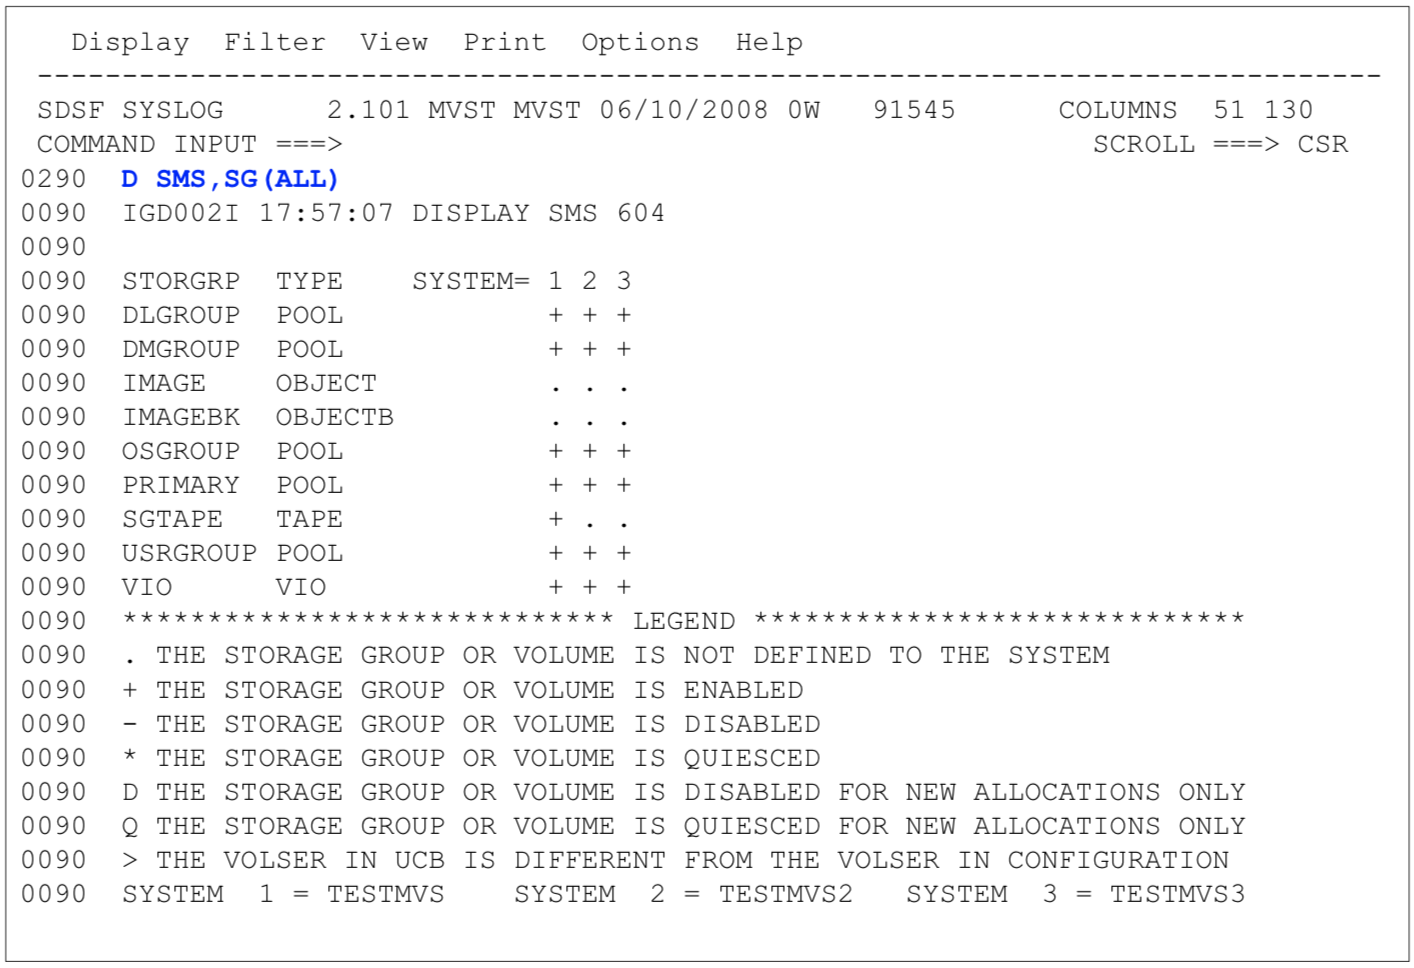 Display Filter View Print Options Help
-------------------------------------------------------------------------------
SDSF SYSLOG 2.101 MVST MVST 06/10/2008 0W 91545 COLUMNS 51 130
COMMAND INPUT ===> SCROLL ===> CSR
0290 D SMS,SG(ALL)
0090 IGD002I 17:57:07 DISPLAY SMS 604
0090
0090 STORGRP TYPE SYSTEM= 1 2 3
0090 DLGROUP POOL + + +
0090 DMGROUP POOL + + +
0090 IMAGE OBJECT . . .
0090 IMAGEBK OBJECTB . . .
0090 OSGROUP POOL + + +
0090 PRIMARY POOL + + +
0090 SGTAPE TAPE + . .
0090 USRGROUP POOL + + +
0090 VIO VIO + + +
0090 ***************************** LEGEND *****************************
0090 . THE STORAGE GROUP OR VOLUME IS NOT DEFINED TO THE SYSTEM
0090 + THE STORAGE GROUP OR VOLUME IS ENABLED
0090 - THE STORAGE GROUP OR VOLUME IS DISABLED
0090 * THE STORAGE GROUP OR VOLUME IS QUIESCED
0090 D THE STORAGE GROUP OR VOLUME IS DISABLED FOR NEW ALLOCATIONS ONLY
0090 Q THE STORAGE GROUP OR VOLUME IS QUIESCED FOR NEW ALLOCATIONS ONLY
0090 > THE VOLSER IN UCB IS DIFFERENT FROM THE VOLSER IN CONFIGURATION
0090 SYSTEM 1 = TESTMVS SYSTEM 2 = TESTMVS2 SYSTEM 3 = TESTMVS3